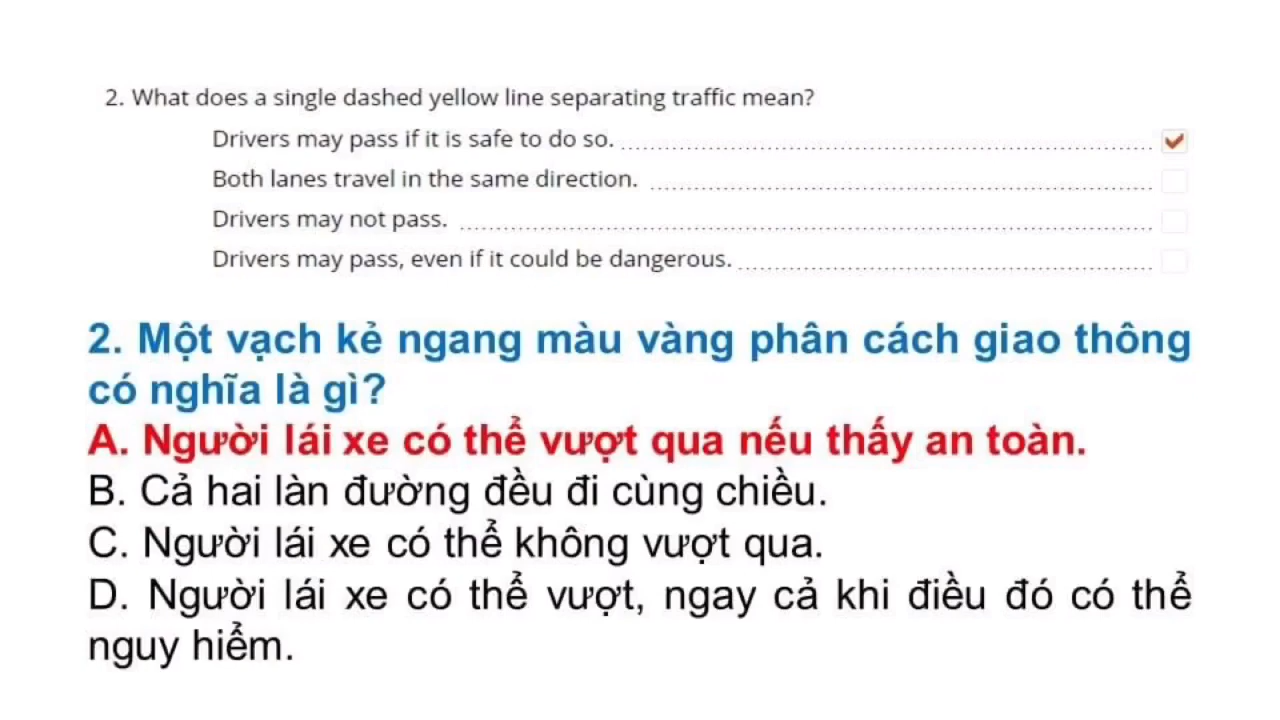 2. What does a single dashed yellow line separating traffic mean?
Drivers may pass if it is safe to do so.
Both lanes travel in the same direction.
Drivers may not pass.
Drivers may pass, even if it could be dangerous.
2. Một vạch kẻ ngang màu vàng phân cách giao thông
có nghĩa là gì?
A. Người lái xe có thể vượt qua nếu thấy an toàn.
B. Cả hai làn đường đều đi cùng chiều.
C. Người lái xe có thể không vượt qua.
D. Người lái xe có thể vượt, ngay cả khi điều đó có thể
nguy hiểm.